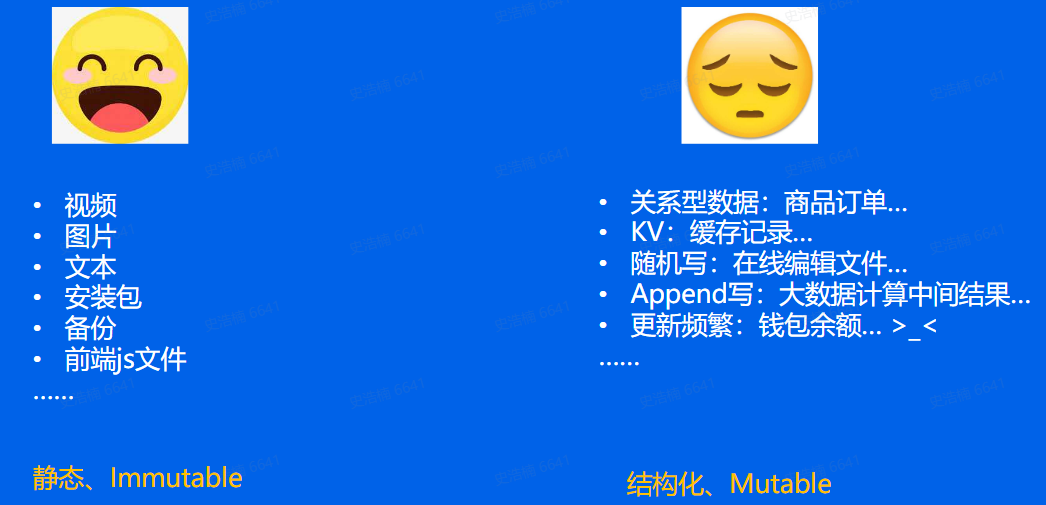 • 视频
• 图片
• 文本
• 安装包
• 备份
• 前端js文件
……
静态、Immutable
• 关系型数据：商品订单…
• KV：缓存记录…
• 随机写：在线编辑文件…
• Append写：大数据计算中间结果…
• 更新频繁：钱包余额… >_<
……
结构化、Mutable